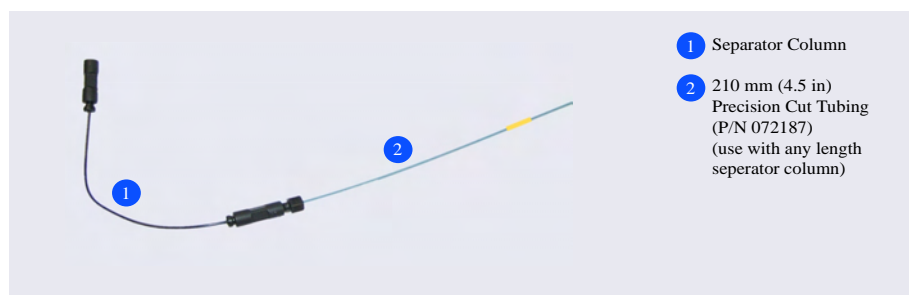 1 Separator Column
2 210 mm (4.5 in)
Precision Cut Tubing
(P/N 072187)
(use with any length
seperator column)
1
2